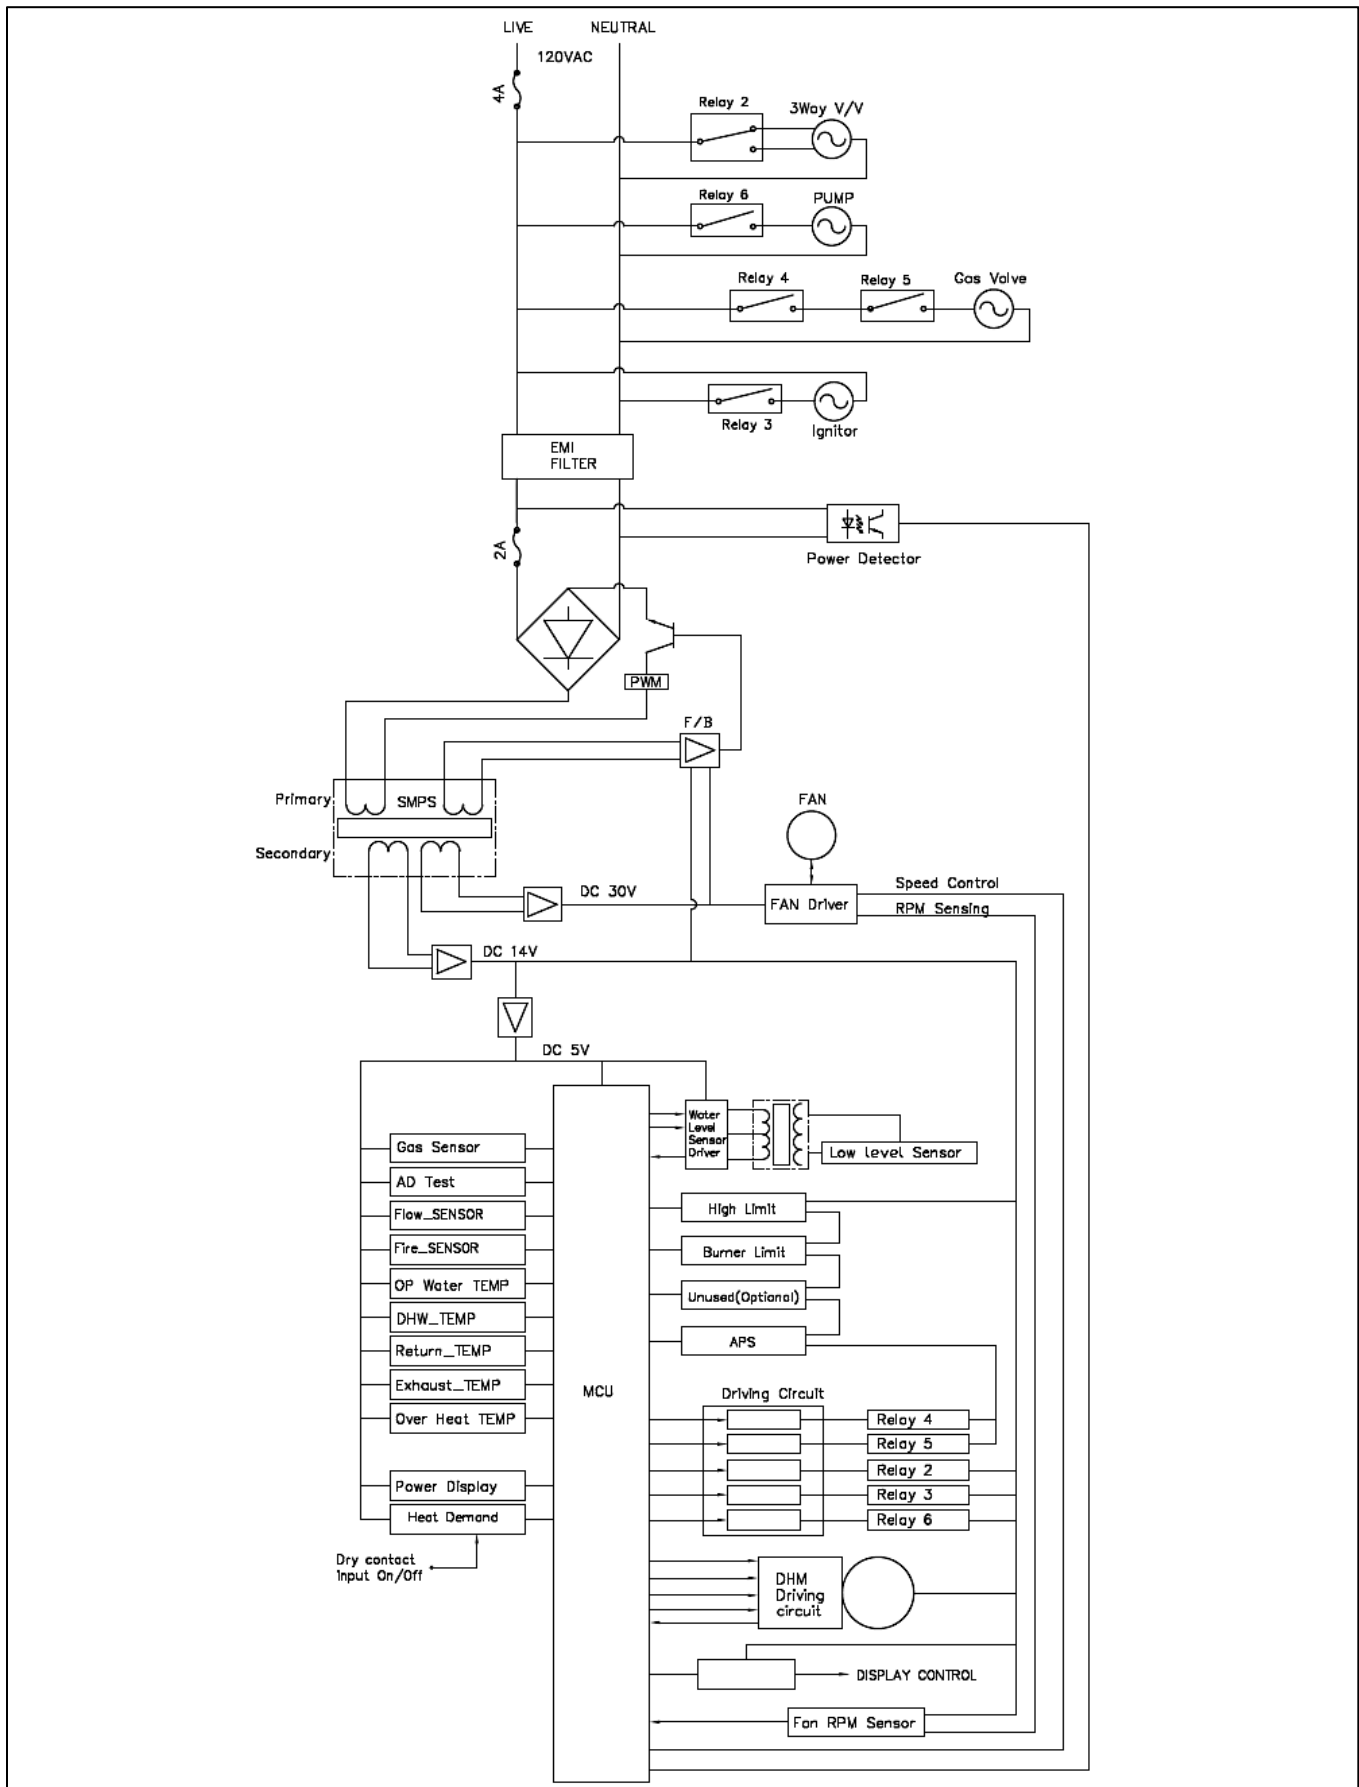 LIVE
NEUTRAL
120VAC
4A
Relay 2
3Way V/V
Relay 6
PUMP
Relay 4
Relay 5
Gas Valve
Relay 3
Ignitor
EMI
FILTER
2A
Power Detector
PWM
F/B
Primary
SMPS
Secondary
FAN
DC 30V
FAN Driver
Speed Control
RPM Sensing
DC 14V
DC 5V
Water
Level
Sensor
Driver
Low level Sensor
Gas Sensor
AD Test
Flow_SENSOR
Fire_SENSOR
OP Water TEMP
DHW_TEMP
Return_TEMP
Exhaust_TEMP
Over Heat TEMP
Power Display
Heat Demand
Dry contact
Input On/Off
MCU
High Limit
Burner Limit
Unused(Optional)
APS
Driving Circuit
Relay 4
Relay 5
Relay 2
Relay 3
Relay 6
DHM
Driving
circuit
DISPLAY CONTROL
Fan RPM Sensor